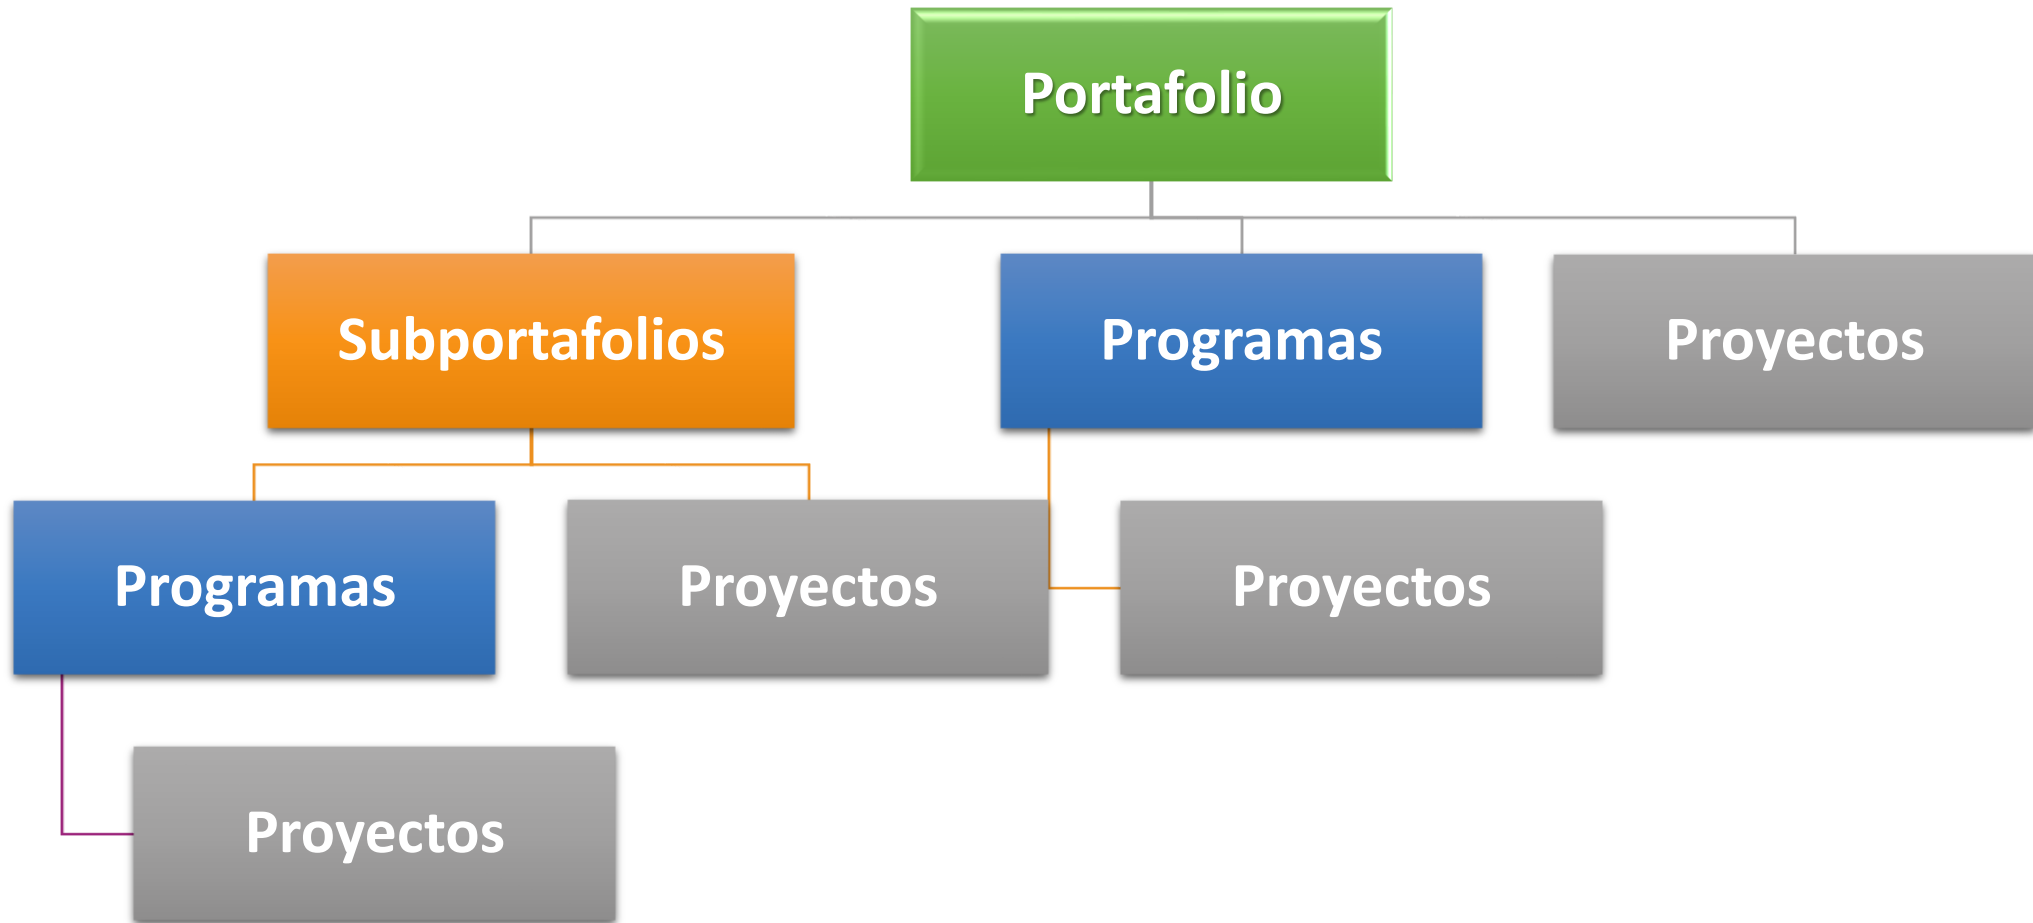 Portafolio
Subportafolios
Programas
Proyectos
Programas
Proyectos
Proyectos
Proyectos